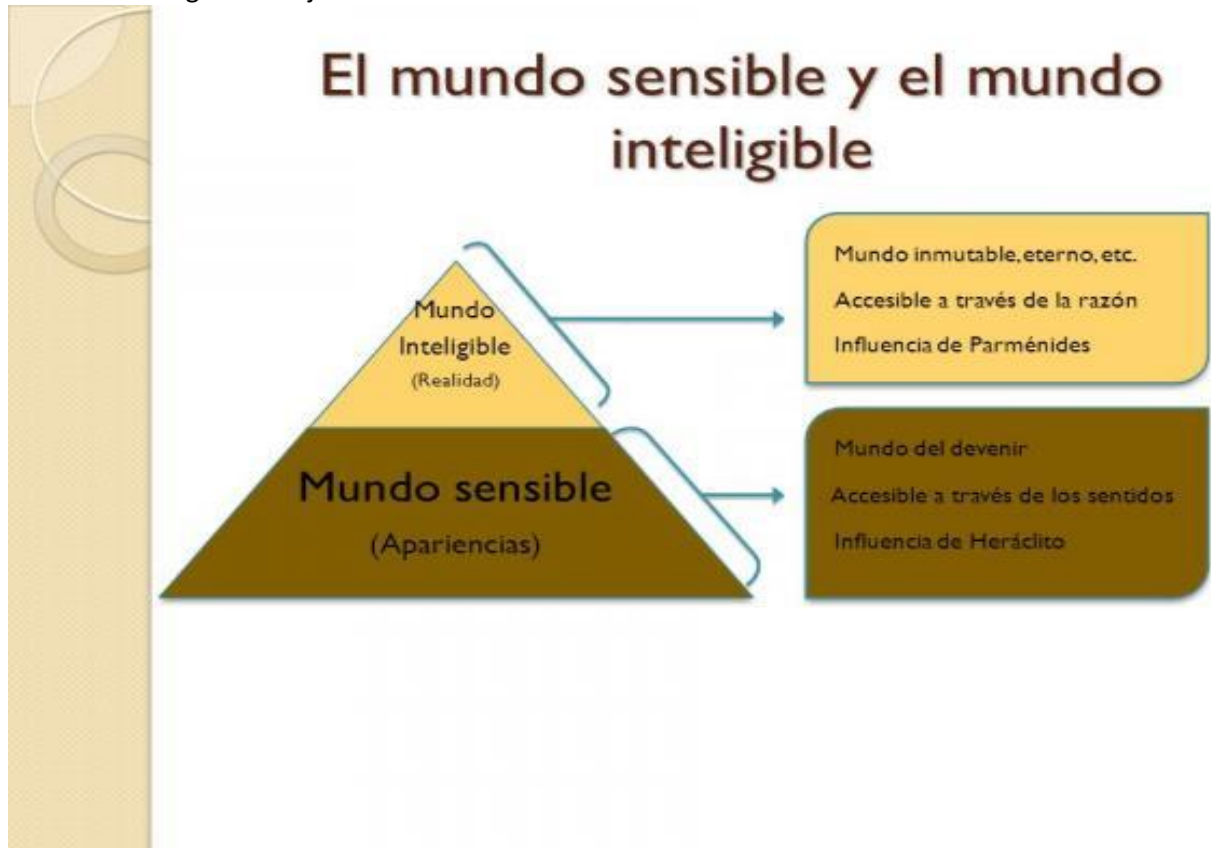 El mundo sensible y el mundo
inteligible
Mundo
Inteligible
(Realidad)
Mundo inmutable, eterno, etc.
Accesible a través de la razón
Influencia de Parménides
Mundo sensible
(Apariencias)
Mundo del devenir
Accesible a través de los sentidos
Influencia de Heráclito